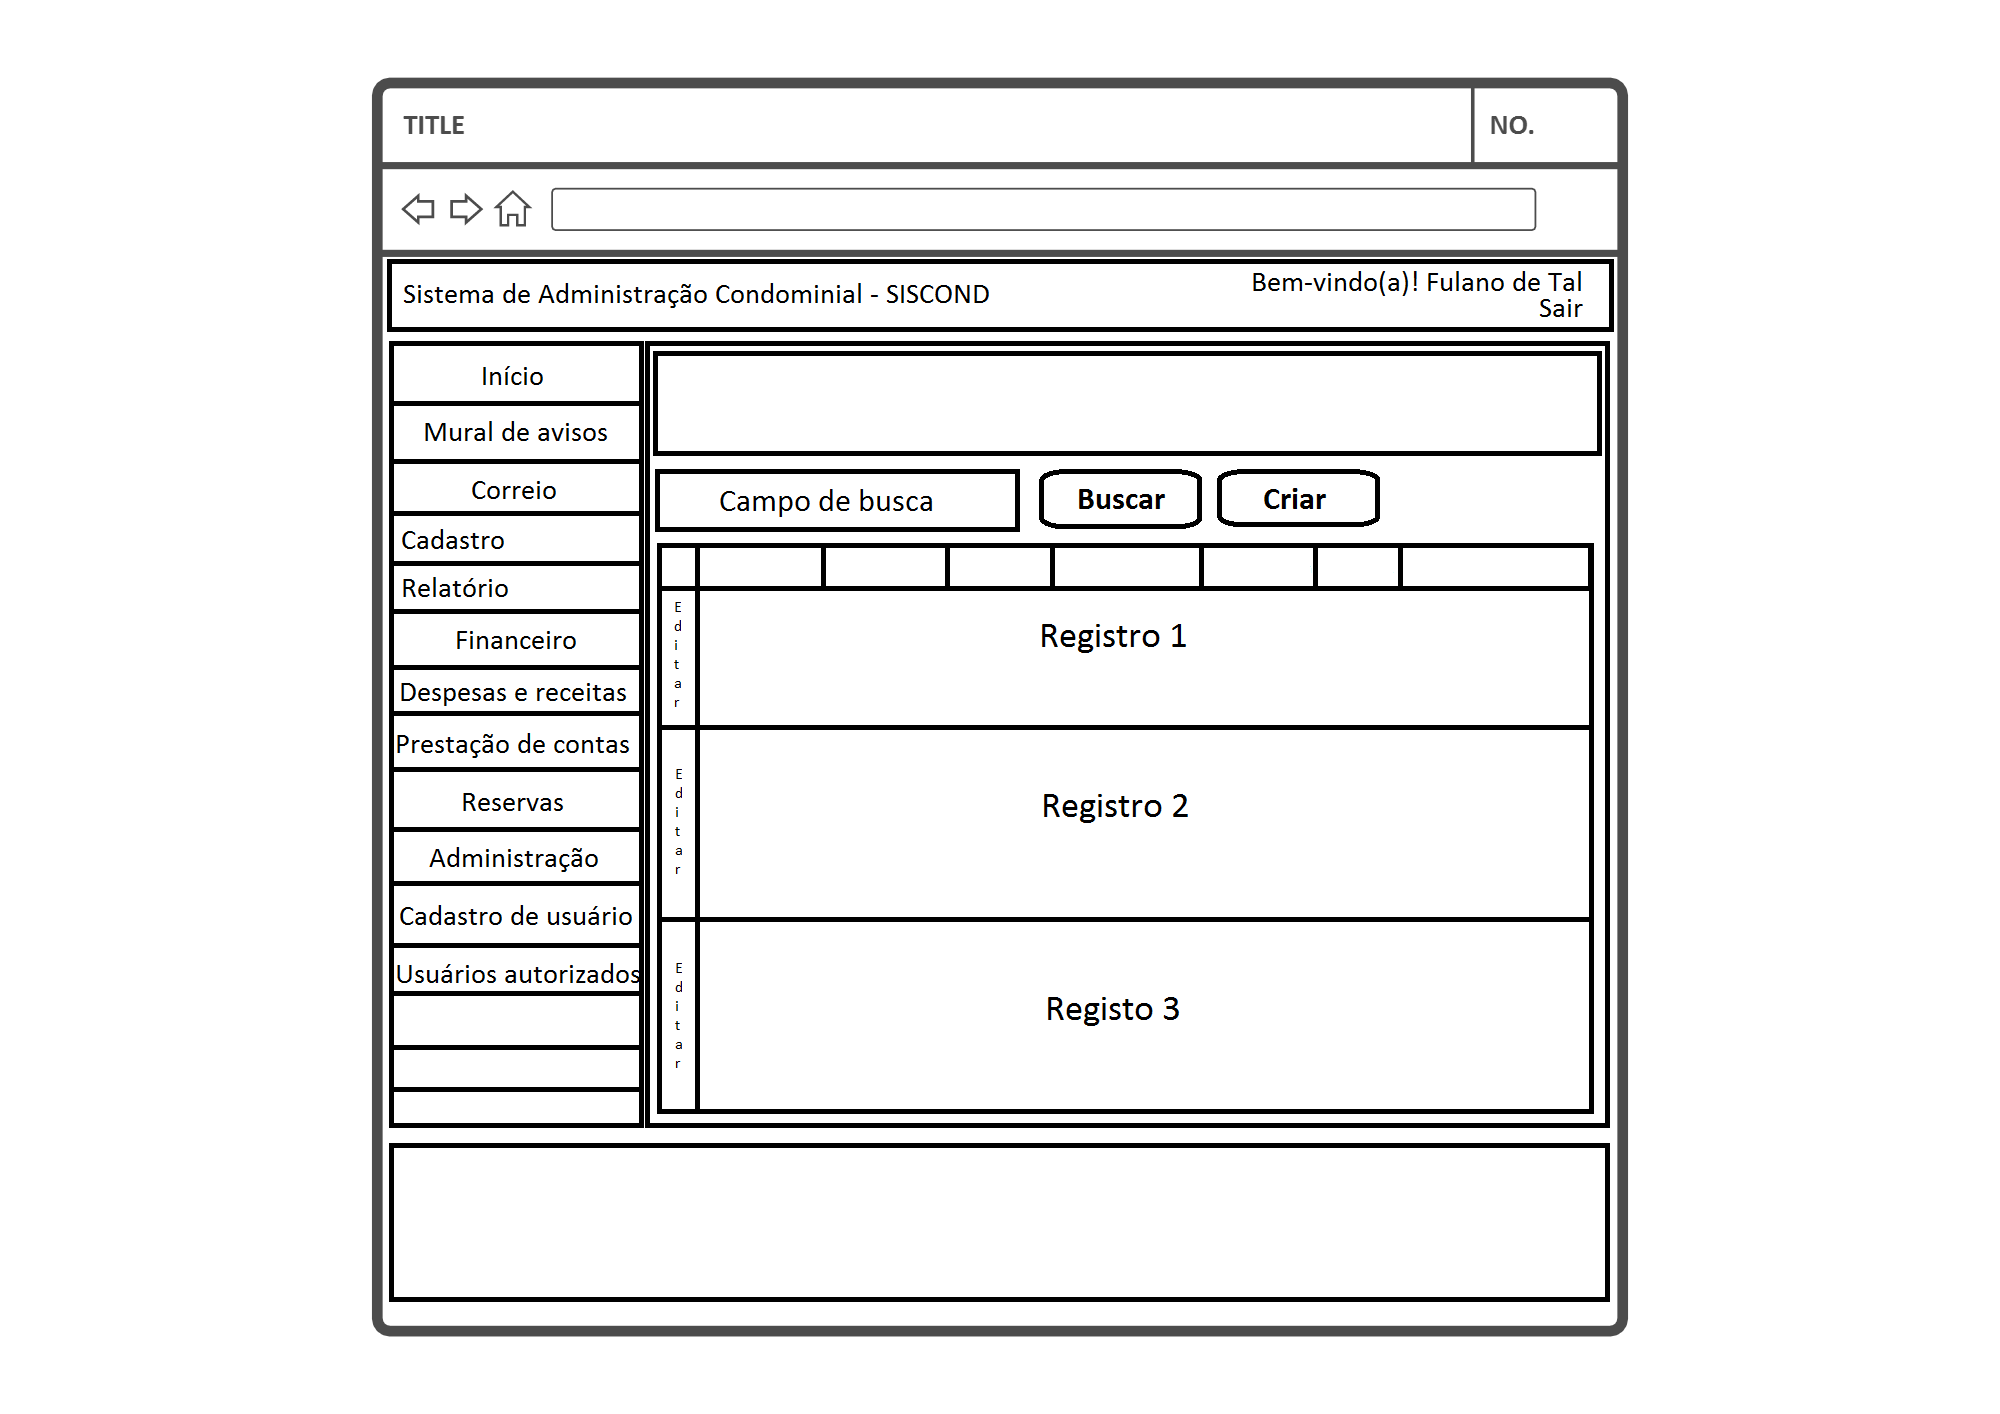 TITLE
NO.
Sistema de Administração Condominial - SISCOND
Bem-vindo(a)! Fulano de Tal
Sair
Início
Mural de avisos
Correio
Cadastro
Relatório
Financeiro
Despesas e receitas
Prestação de contas
Reservas
Administração
Cadastro de usuário
Usuários autorizados
Campo de busca
Buscar
Criar
Editar
Registro 1
Editar
Registro 2
Editar
Registo 3